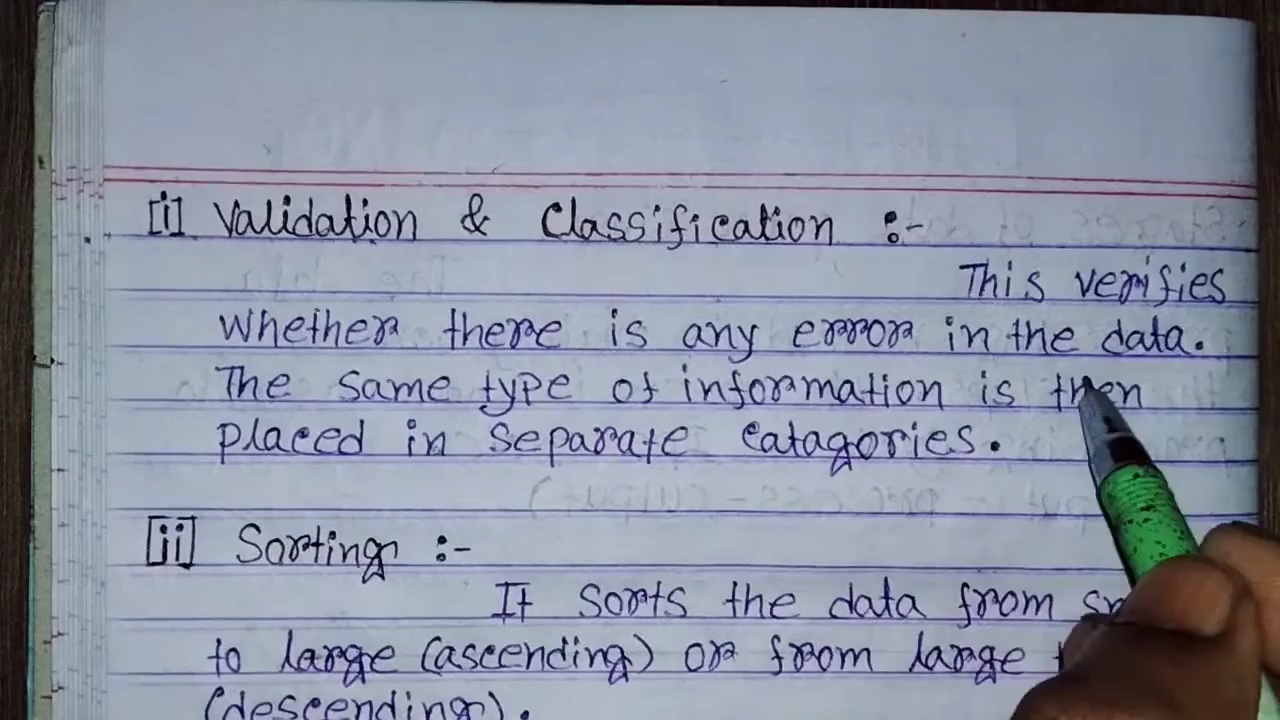 [i] Validation & Classification :-
This verifies
Whether there is any error in the data.
The same type of information is then
placed in separate catagories.
[ii] Sorting :-
It sorts the data from
to large (ascending) or from large
(descending).